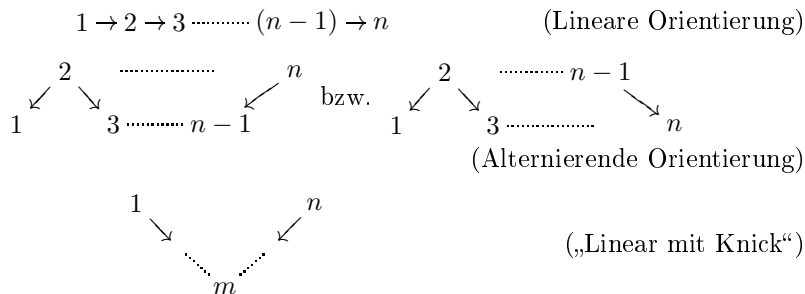 1 → 2 → 3 ⋯⋯ (n − 1) → n (Lineare Orientierung)
2 ⋯⋯ n bzw. 2 ⋯⋯ n − 1
1 3 ⋯⋯ n − 1 1 3 ⋯⋯ n
(Alternierende Orientierung)
1 n
(„Linear mit Knick“)
m